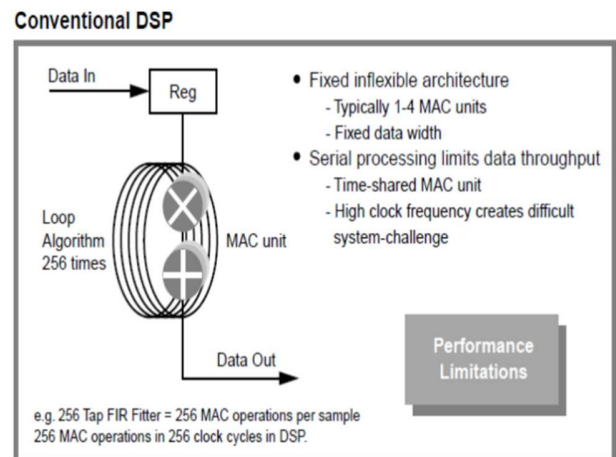 Conventional DSP
Data In
Reg
Loop
Algorithm
256 times
MAC unit
Data Out
e.g. 256 Tap FIR Fitter = 256 MAC operations per sample
256 MAC operations in 256 clock cycles in DSP.
• Fixed inflexible architecture
- Typically 1-4 MAC units
- Fixed data width
• Serial processing limits data throughput
- Time-shared MAC unit
- High clock frequency creates difficult
system-challenge
Performance
Limitations